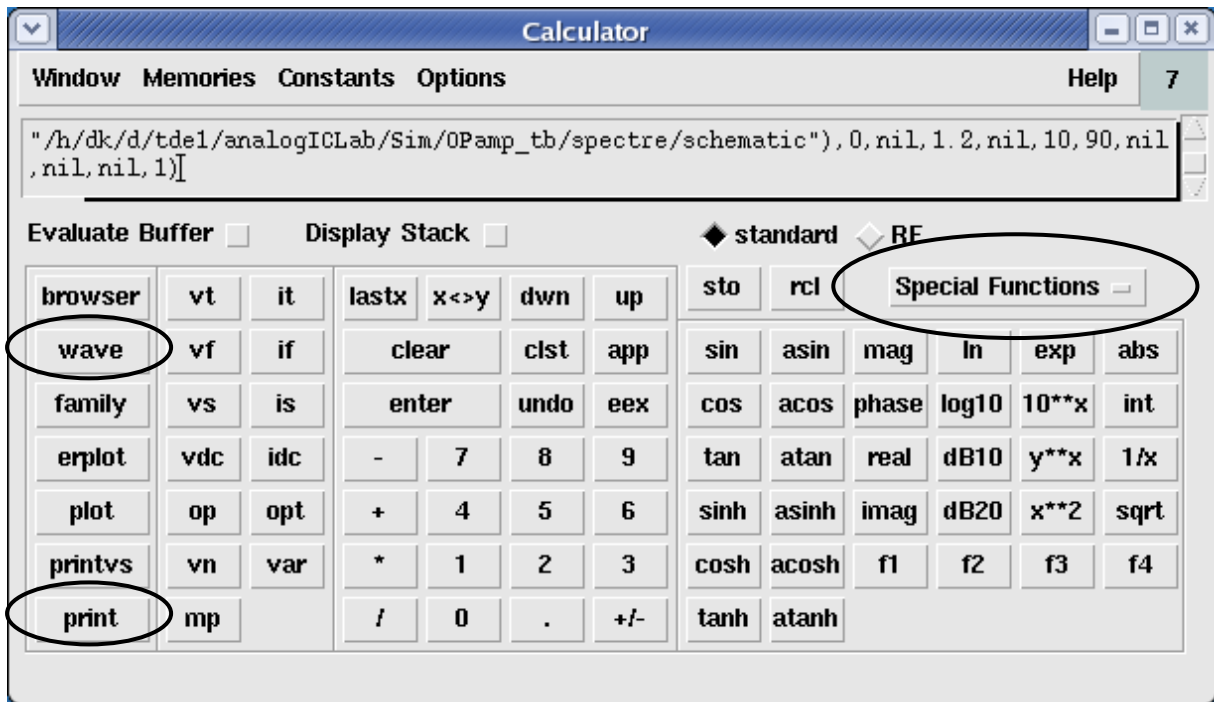 Calculator
Window Memories Constants Options Help 7
"/h/dk/d/tde1/analogICLab/Sim/OPamp_tb/spectre/schematic"),0,nil,1.2,nil,10,90,nil
,nil,nil,1)
Evaluate Buffer Display Stack standard RF
browser vt it lastx x<>y dwn up sto rcl Special Functions
wave vf if clear clst app sin asin mag ln exp abs
family vs is enter undo eex cos acos phase log10 10**x int
erplot vdc idc - 7 8 9 tan atan real dB10 y**x 1/x
plot op opt + 4 5 6 sinh asinh imag dB20 x**2 sqrt
printvs vn var * 1 2 3 cosh acosh f1 f2 f3 f4
print mp / 0 . +/- tanh atanh